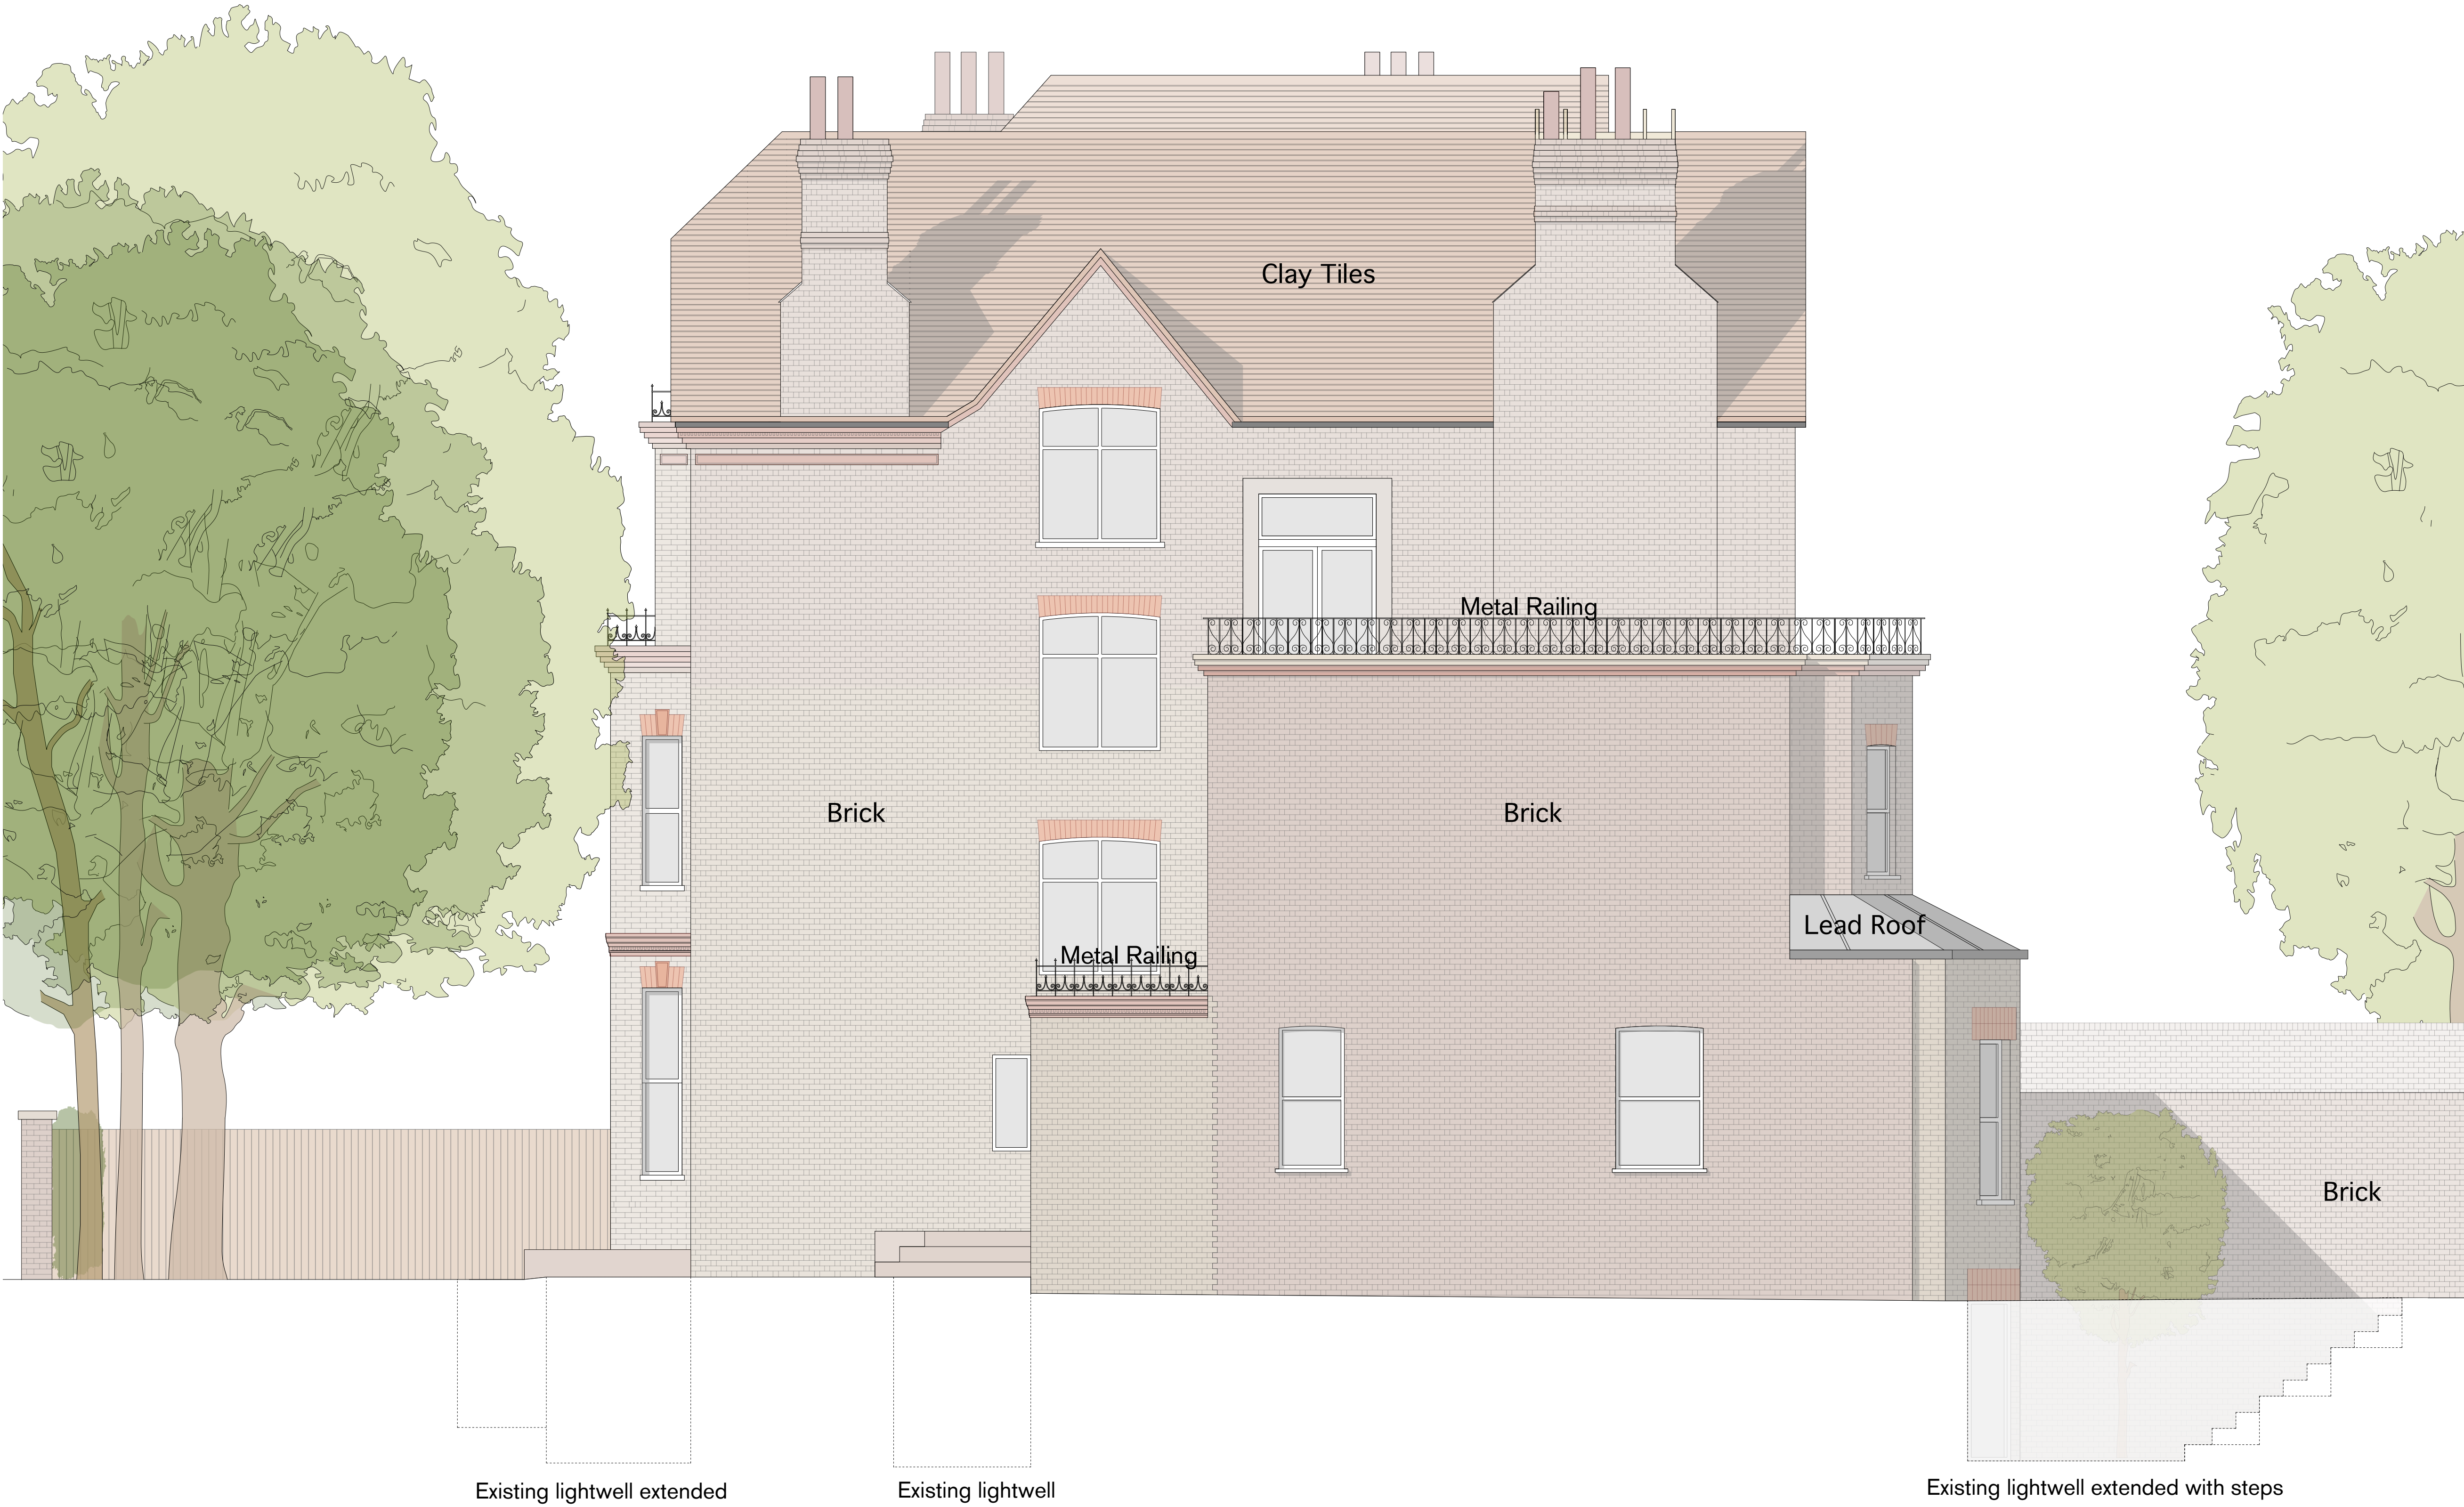 Clay Tiles
Metal Railing
Brick
Brick
Lead Roof
Metal Railing
Brick
Existing lightwell extended
Existing lightwell
Existing lightwell extended with steps